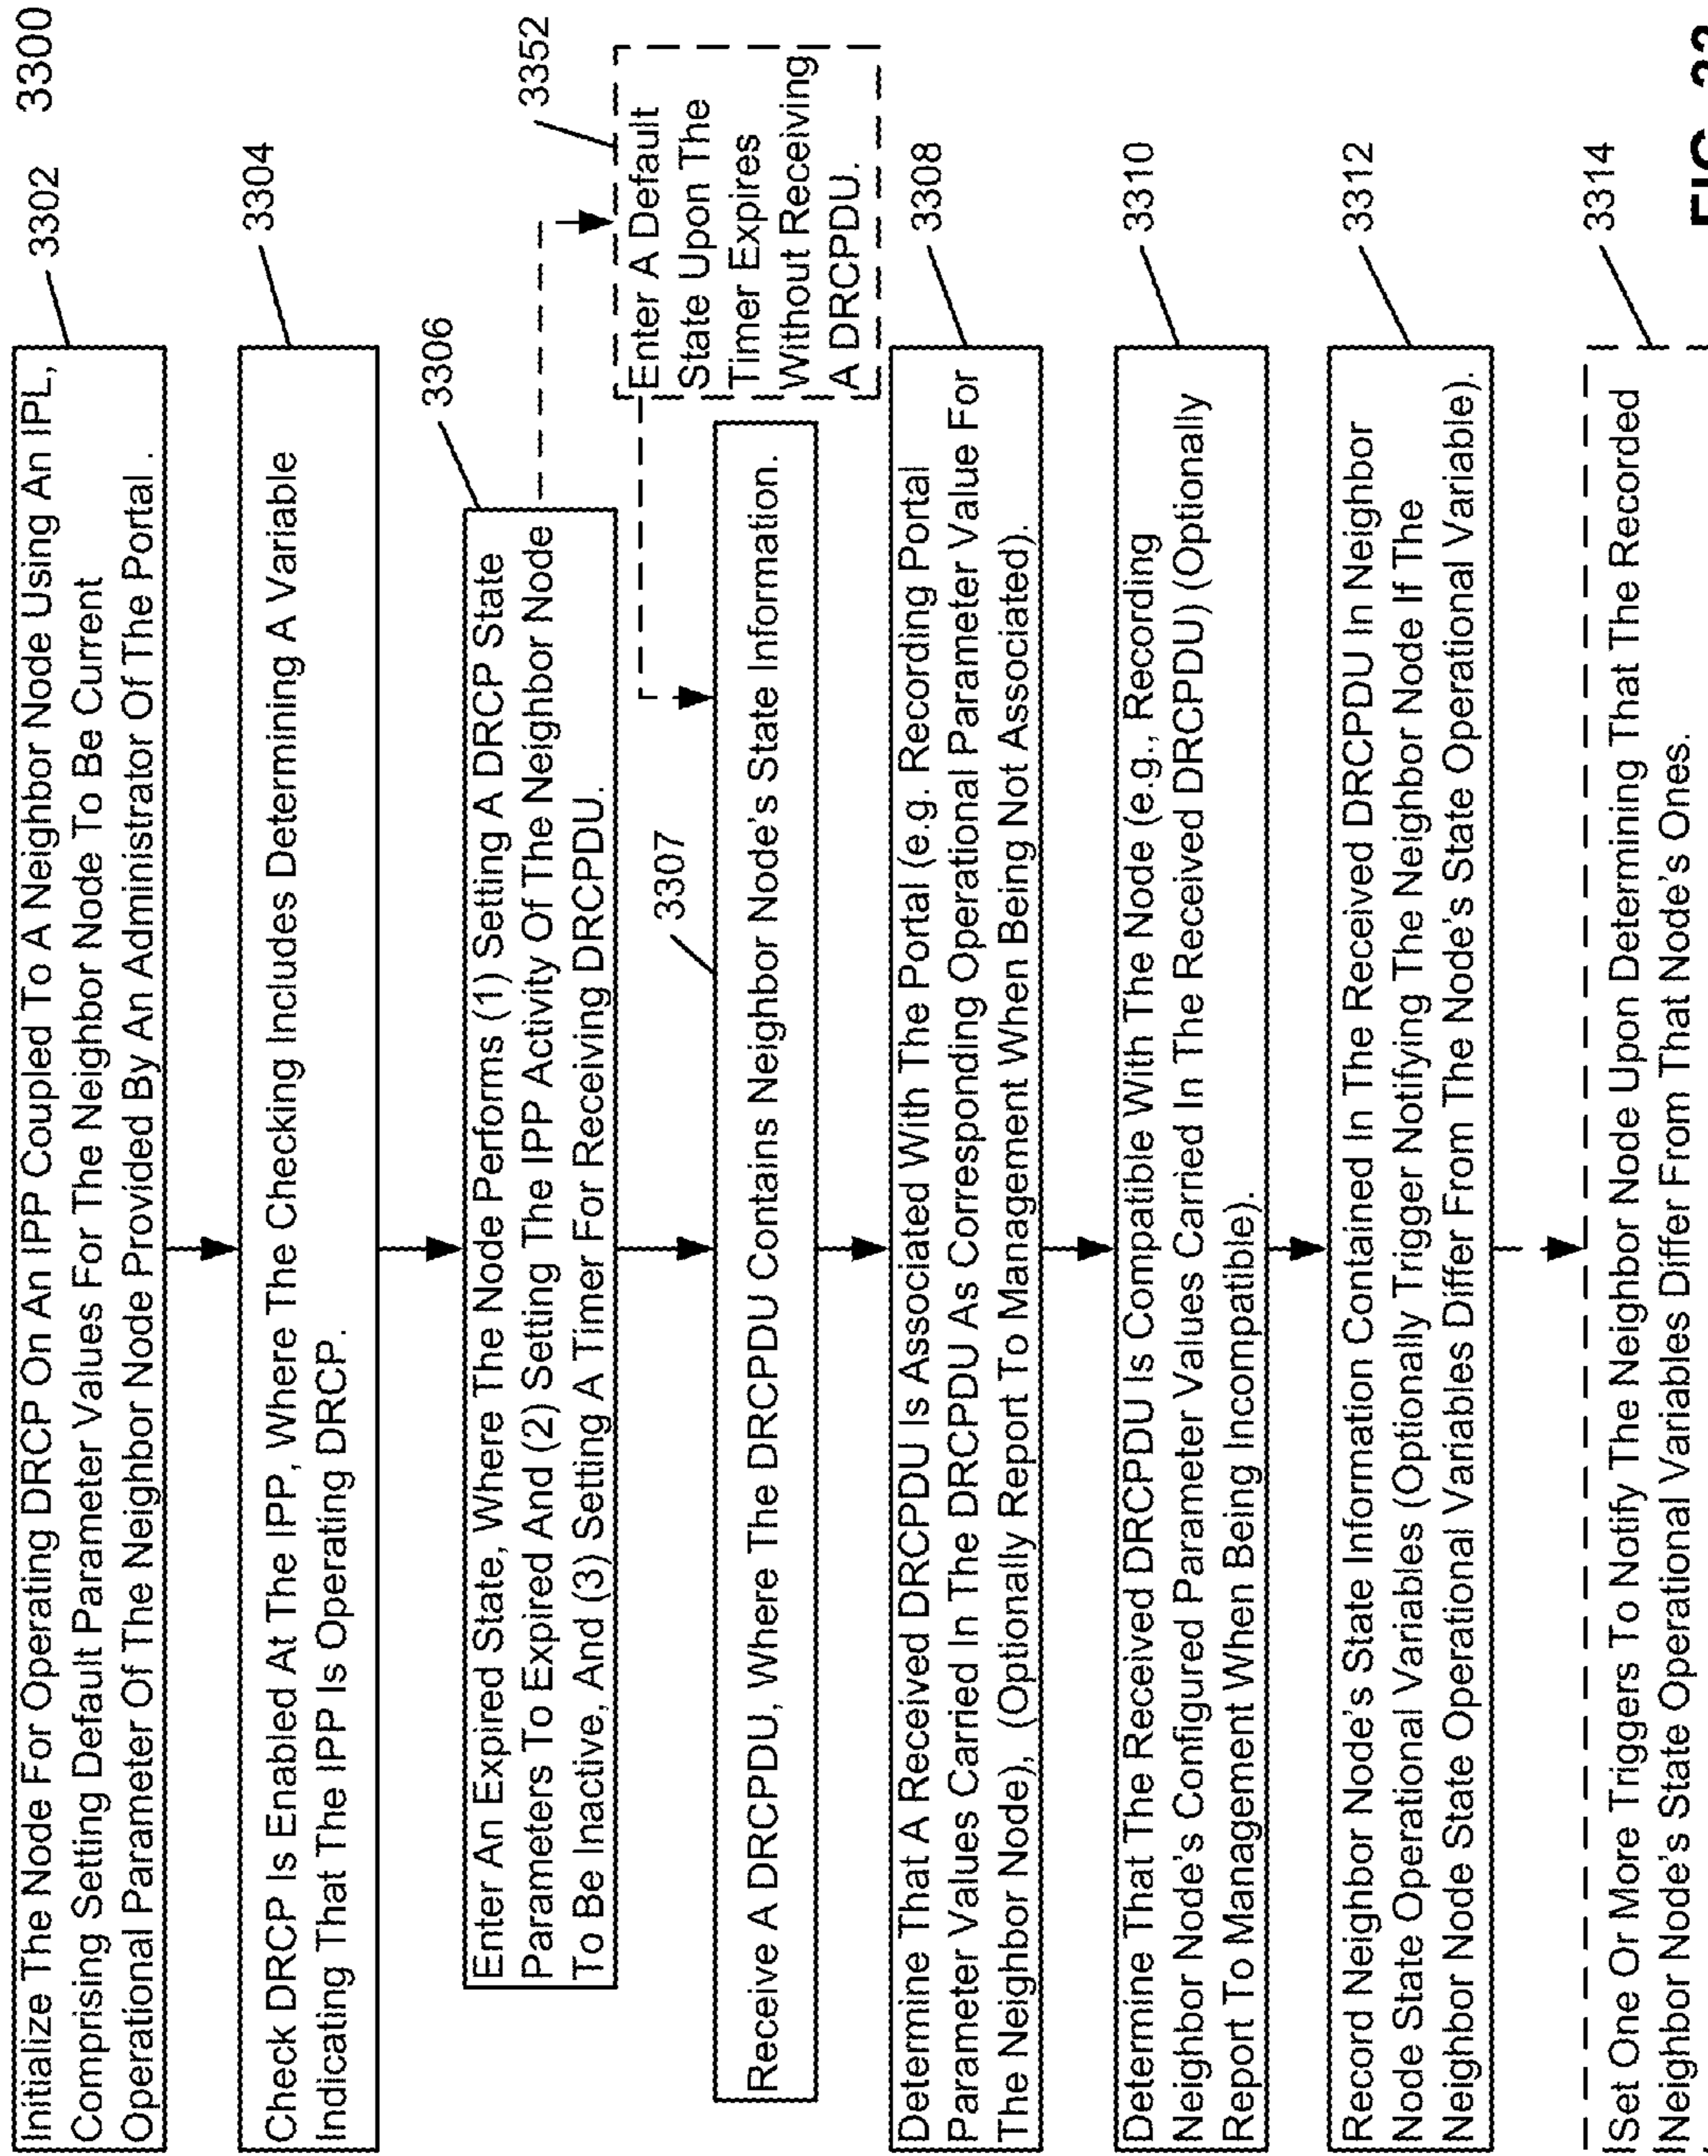 3300
Initialize The Node For Operating DRCP On An IPP Coupled To A Neighbor Node Using An IPL,
Comprising Setting Default Parameter Values For The Neighbor Node To Be Current
Operational Parameter Of The Neighbor Node Provided By An Administrator Of The Portal .
3302
Check DRCP Is Enabled At The IPP, Where The Checking Includes Determining A Variable
Indicating That The IPP Is Operating DRCP.
3304
Enter An Expired State, Where The Node Performs (1) Setting A DRCP State
Parameters To Expired And (2) Setting The IPP Activity Of The Neighbor Node
To Be Inactive, And (3) Setting A Timer For Receiving DRCPDU.
3306
Enter A Default
State Upon The
Timer Expires
Without Receiving
A DRCPDU.
3352
3307
Receive A DRCPDU, Where The DRCPDU Contains Neighbor Node's State Information.
Determine That A Received DRCPDU Is Associated With The Portal (e.g. Recording Portal
Parameter Values Carried In The DRCPDU As Corresponding Operational Parameter Value For
The Neighbor Node), (Optionally Report To Management When Being Not Associated).
3308
Determine That The Received DRCPDU Is Compatible With The Node (e.g., Recording
Neighbor Node's Configured Parameter Values Carried In The Received DRCPDU) (Optionally
Report To Management When Being Incompatible).
3310
Record Neighbor Node's State Information Contained In The Received DRCPDU In Neighbor
Node State Operational Variables (Optionally Trigger Notifying The Neighbor Node If The
Neighbor Node State Operational Variables Differ From The Node's State Operational Variable).
3312
Set One Or More Triggers To Notify The Neighbor Node Upon Determining That The Recorded
Neighbor Node's State Operational Variables Differ From That Node's Ones.
3314